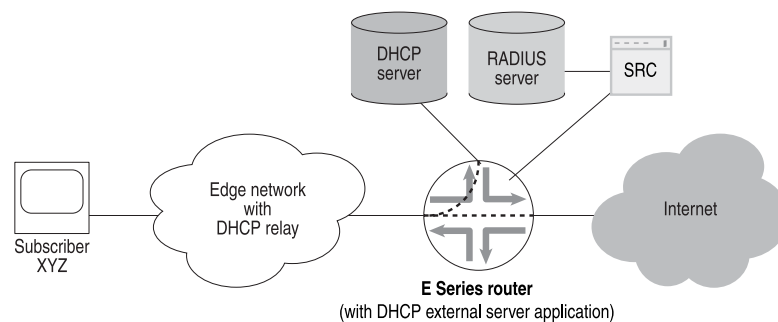 DHCP
server
RADIUS
server
SRC
Edge network
with
DHCP relay
Internet
Subscriber
XYZ
E Series router
(with DHCP external server application)